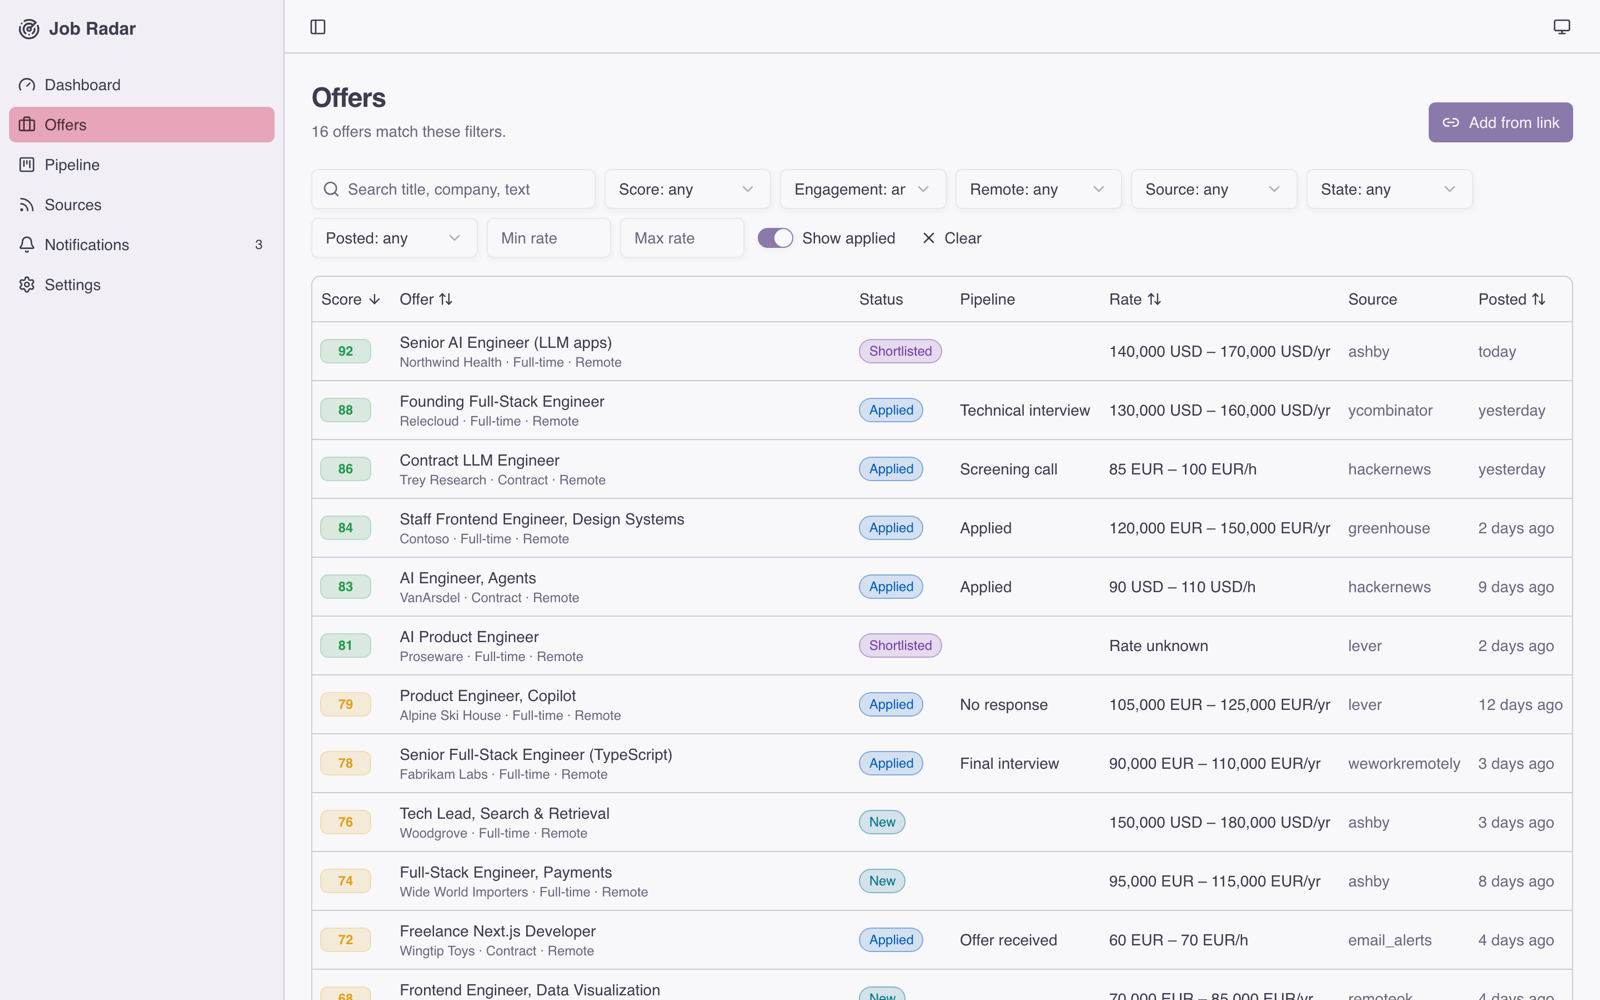 Job Radar
Dashboard
Offers
Pipeline
Sources
Notifications 3
Settings
Offers
16 offers match these filters.
Add from link
Search title, company, text
Score: any
Engagement: ar
Remote: any
Source: any
State: any
Posted: any
Min rate
Max rate
Show applied
Clear
Score Offer Status Pipeline Rate Source Posted
92 Senior AI Engineer (LLM apps) Shortlisted 140,000 USD – 170,000 USD/yr ashby today
Northwind Health · Full-time · Remote
88 Founding Full-Stack Engineer Applied Technical interview 130,000 USD – 160,000 USD/yr ycombinator yesterday
Relecloud · Full-time · Remote
86 Contract LLM Engineer Applied Screening call 85 EUR – 100 EUR/h hackernews yesterday
Trey Research · Contract · Remote
84 Staff Frontend Engineer, Design Systems Applied Applied 120,000 EUR – 150,000 EUR/yr greenhouse 2 days ago
Contoso · Full-time · Remote
83 AI Engineer, Agents Applied Applied 90 USD – 110 USD/h hackernews 9 days ago
VanArsdel · Contract · Remote
81 AI Product Engineer Shortlisted Rate unknown lever 2 days ago
Proseware · Full-time · Remote
79 Product Engineer, Copilot Applied No response 105,000 EUR – 125,000 EUR/yr lever 12 days ago
Alpine Ski House · Full-time · Remote
78 Senior Full-Stack Engineer (TypeScript) Applied Final interview 90,000 EUR – 110,000 EUR/yr weworkremotely 3 days ago
Fabrikam Labs · Full-time · Remote
76 Tech Lead, Search & Retrieval New 150,000 USD – 180,000 USD/yr ashby 3 days ago
Woodgrove · Full-time · Remote
74 Full-Stack Engineer, Payments New 95,000 EUR – 115,000 EUR/yr ashby 8 days ago
Wide World Importers · Full-time · Remote
72 Freelance Next.js Developer Applied Offer received 60 EUR – 70 EUR/h email_alerts 4 days ago
Wingtip Toys · Contract · Remote
68 Frontend Engineer, Data Visualization New 70,000 EUR – 85,000 EUR/yr remoteok 4 days ago